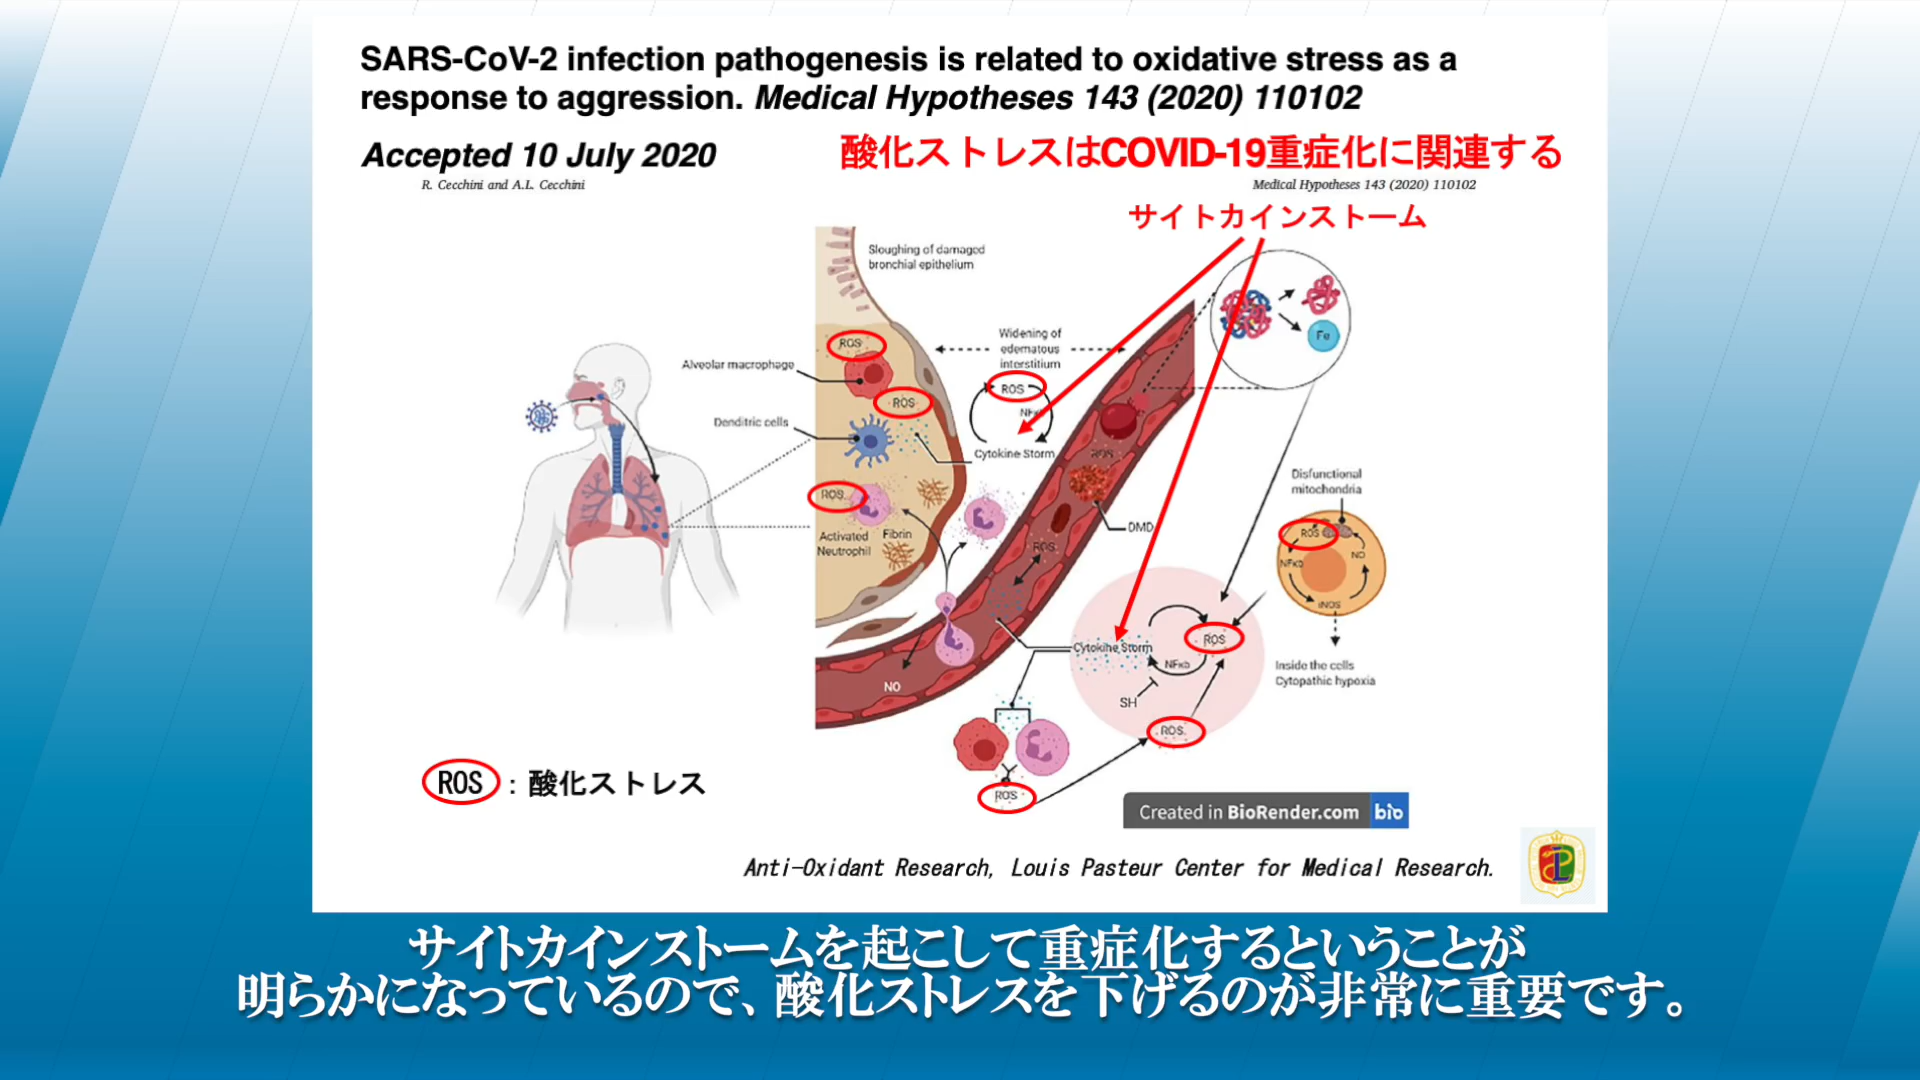 SARS-CoV-2 infection pathogenesis is related to oxidative stress as a
response to aggression. Medical Hypotheses 143 (2020) 110102
Accepted 10 July 2020
酸化ストレスはCOVID-19重症化に関連する
R. Cecchini and A.L. Cecchini
Medical Hypotheses 143 (2020) 110102
サイトカインストーム
Sloughing of damaged
bronchial epithelium
ROS
Alveolar macrophage
ROS
Denditric cells
ROS
Activated
Neutrophil
Fibrin
Widening of
edematous
interstitium
ROS
NFκ
Cytokine Storm
Fe
ROS
DMD
ROS
NO
Disfunctional
mitochondria
ROS
NO
NFκb
iNOS
Inside the cells
Cytopathic hypoxia
Cytokine Storm
ROS
NFκb
SH
ROS
ROS
ROS : 酸化ストレス
Created in BioRender.com bio
Anti-Oxidant Research, Louis Pasteur Center for Medical Research.
サイトカインストームを起こして重症化するということが
明らかになっているので、酸化ストレスを下げるのが非常に重要です。